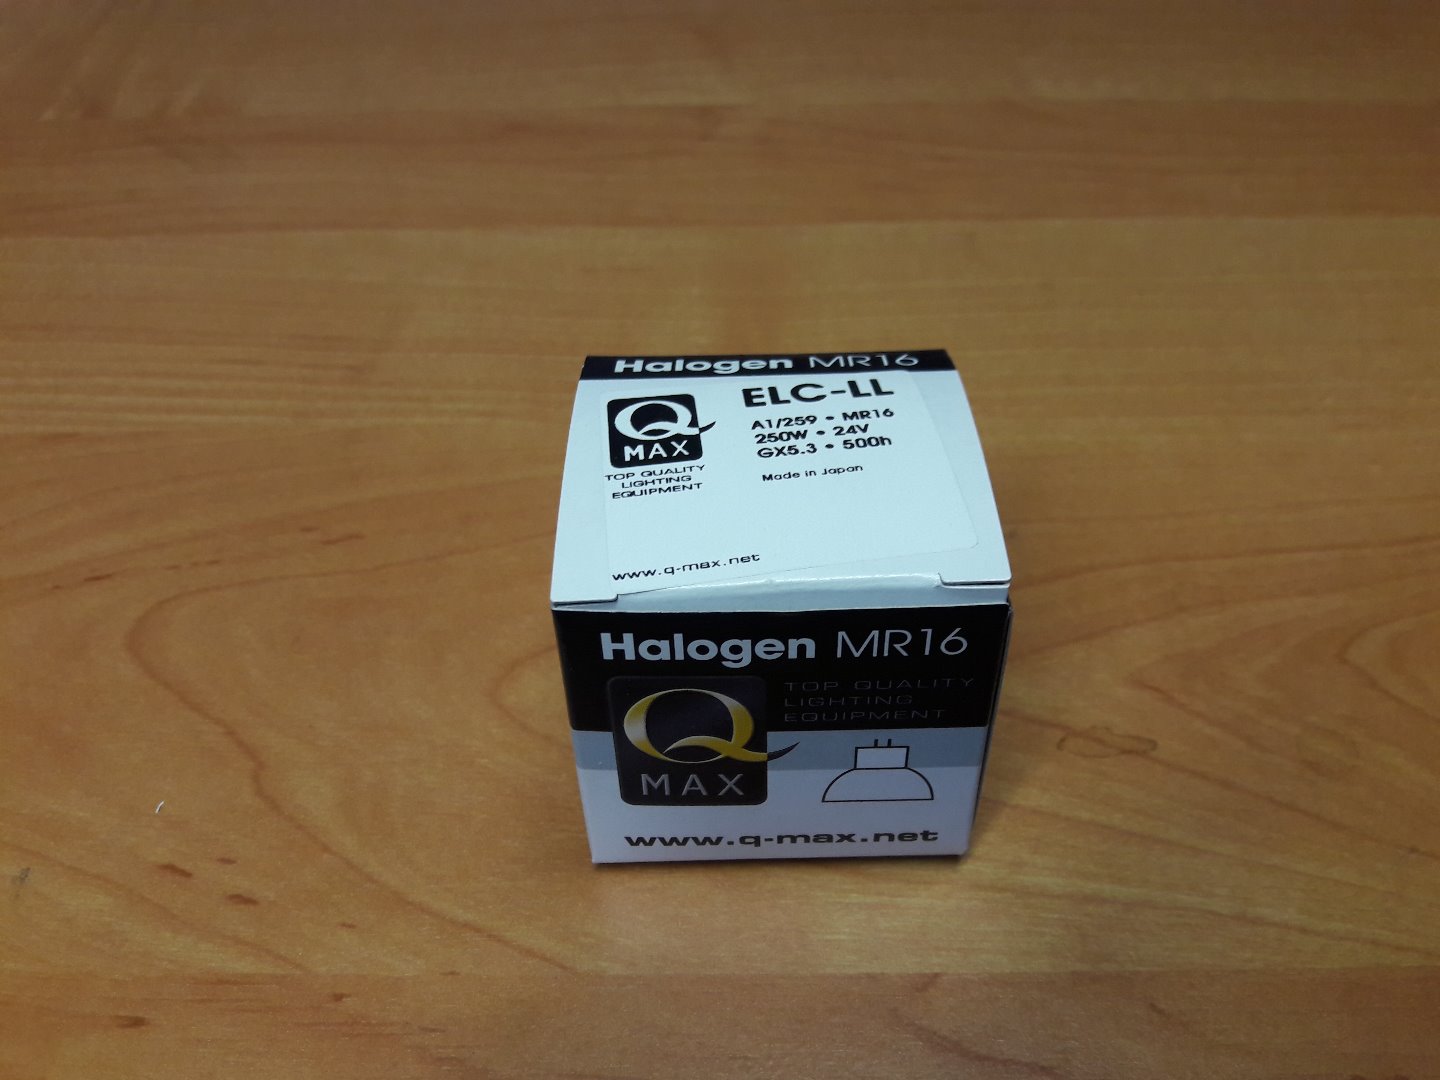 Halogen MR16
Q
MAX
TOP QUALITY
LIGHTING
EQUIPMENT
ELC-LL
A1/259 • MR16
250W • 24V
GX5.3 • 500h
Made in Japan
www.q-max.net
Halogen MR16
Q
MAX
TOP QUALITY
LIGHTING
EQUIPMENT
www.q-max.net